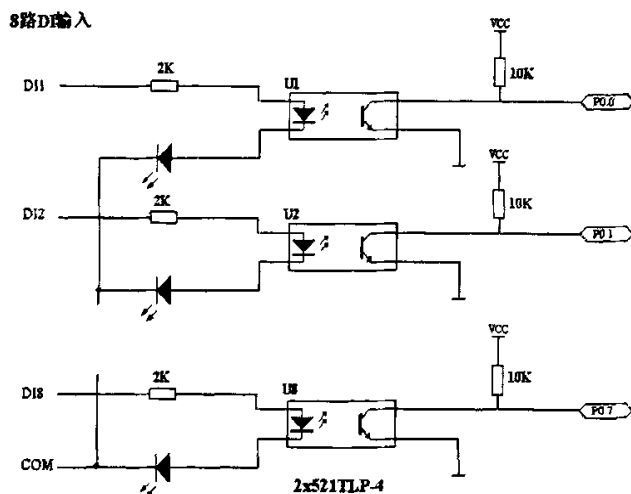 8路DI输入
VCC
2K
U1
10K
DI1
P0.0
VCC
2K
U2
10K
DI2
P0.1
VCC
2K
U8
10K
DI8
P0.7
COM
2x521TLP-4